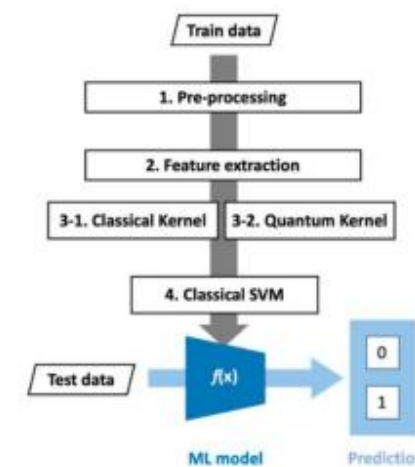 Train data
1. Pre-processing
2. Feature extraction
3-1. Classical Kernel
3-2. Quantum Kernel
4. Classical SVM
Test data
f(x)
0
1
ML model
Prediction